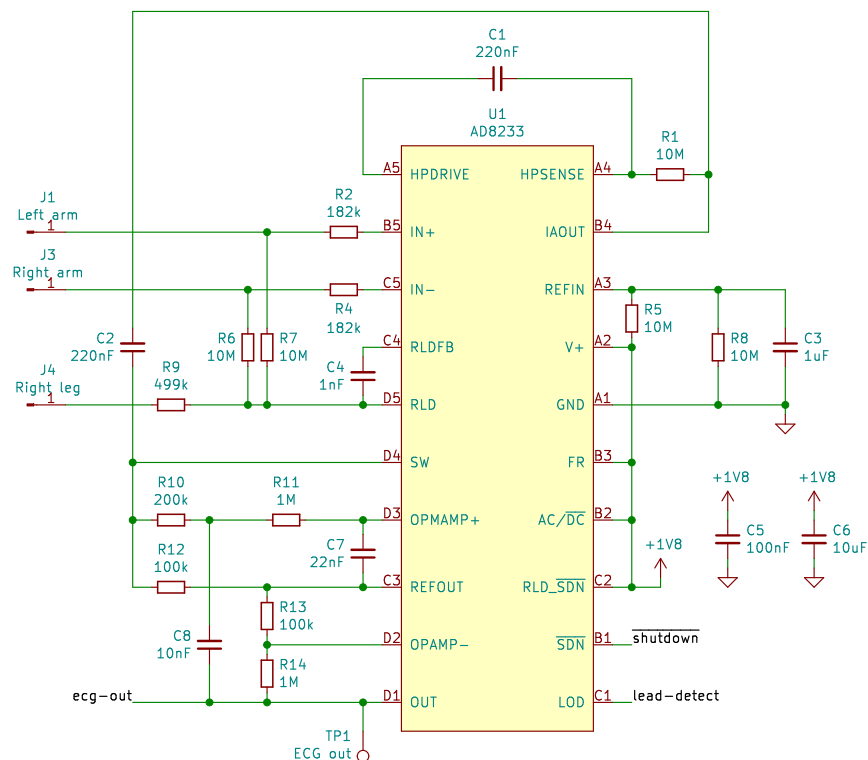 C1
220nF
U1
AD8233
R1
10M
A5 HPDRIVE
HPSENSE A4
J1
Left arm
1
R2
182k
B5 IN+
IAOUT B4
J3
Right arm
1
R4
182k
C5 IN-
REFIN A3
C2
220nF
R6
10M
R7
10M
C4
1nF
C4 RLDFB
R5
10M
V+ A2
R8
10M
C3
1uF
J4
Right leg
1
R9
499k
D5 RLD
GND A1
D4 SW
FR B3
R10
200k
R11
1M
D3 OPMAMP+
AC/DC B2
+1V8
C5
100nF
+1V8
C6
10uF
C7
22nF
R12
100k
C3 REFOUT
RLD_SDN C2
+1V8
R13
100k
C8
10nF
D2 OPAMP-
SDN B1
shutdown
R14
1M
ecg-out
D1 OUT
LOD C1
lead-detect
TP1
ECG out